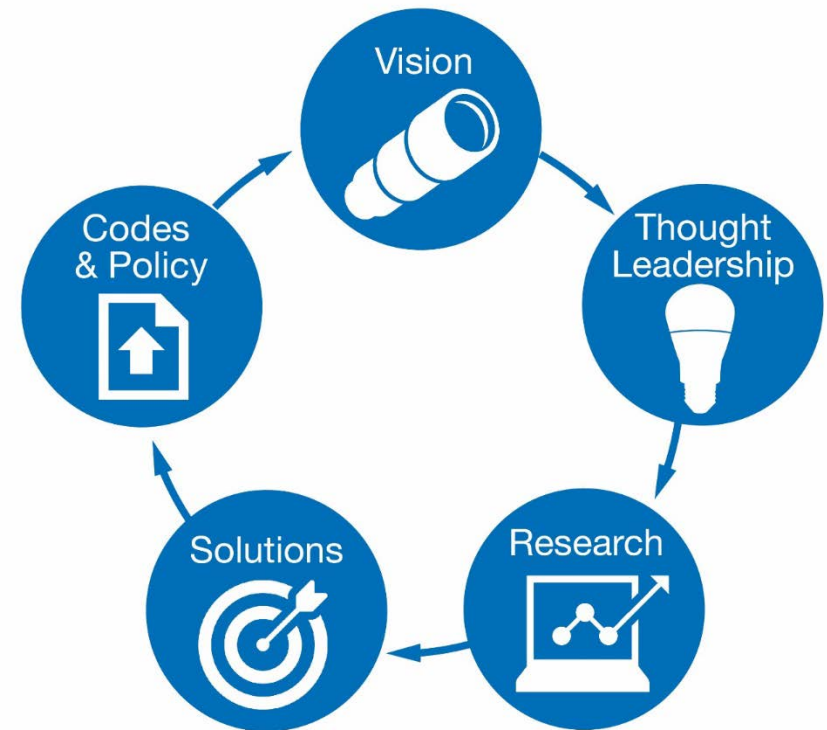 Vision
Thought
Leadership
Research
Solutions
Codes
& Policy